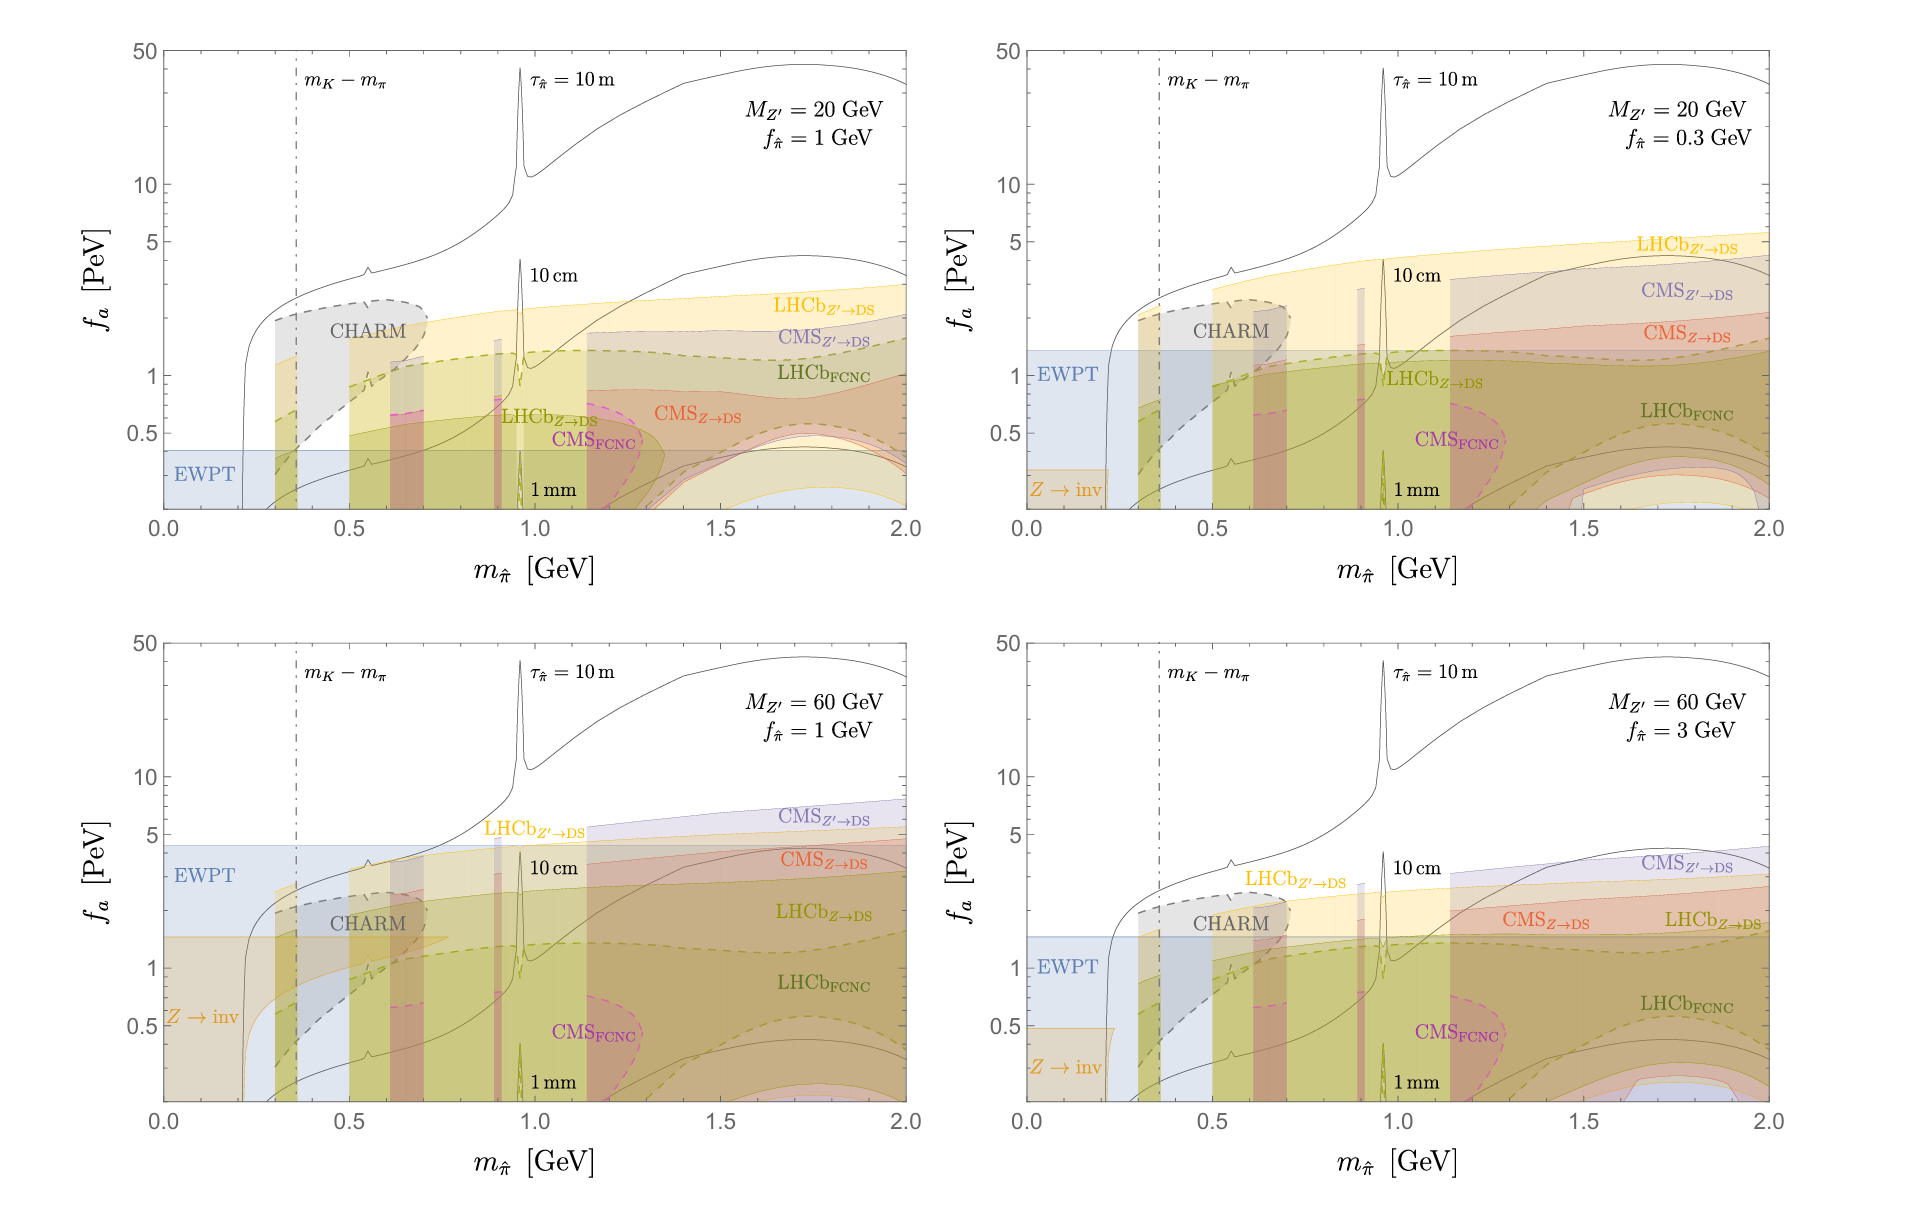 50
10
5
1
0.5
0.0 0.5 1.0 1.5 2.0
f_a [PeV]
m_π̂ [GeV]
m_K − m_π
τ_π̂ = 10 m
M_Z′ = 20 GeV
f_π̂ = 1 GeV
10 cm
1 mm
CHARM
EWPT
LHCb_Z′→DS
CMS_Z′→DS
LHCb_FCNC
CMS_Z→DS
LHCb_Z→DS
CMS_FCNC
50
10
5
1
0.5
0.0 0.5 1.0 1.5 2.0
f_a [PeV]
m_π̂ [GeV]
m_K − m_π
τ_π̂ = 10 m
M_Z′ = 20 GeV
f_π̂ = 0.3 GeV
LHCb_Z′→DS
10 cm
CMS_Z′→DS
CHARM
CMS_Z→DS
EWPT
LHCb_Z→DS
LHCb_FCNC
CMS_FCNC
Z → inv
1 mm
50
10
5
1
0.5
0.0 0.5 1.0 1.5 2.0
f_a [PeV]
m_π̂ [GeV]
m_K − m_π
τ_π̂ = 10 m
M_Z′ = 60 GeV
f_π̂ = 1 GeV
CMS_Z′→DS
LHCb_Z′→DS
CMS_Z→DS
10 cm
EWPT
LHCb_Z→DS
CHARM
LHCb_FCNC
Z → inv
CMS_FCNC
1 mm
50
10
5
1
0.5
0.0 0.5 1.0 1.5 2.0
f_a [PeV]
m_π̂ [GeV]
m_K − m_π
τ_π̂ = 10 m
M_Z′ = 60 GeV
f_π̂ = 3 GeV
CMS_Z′→DS
10 cm
LHCb_Z′→DS
CMS_Z→DS
LHCb_Z→DS
CHARM
EWPT
LHCb_FCNC
CMS_FCNC
Z → inv
1 mm